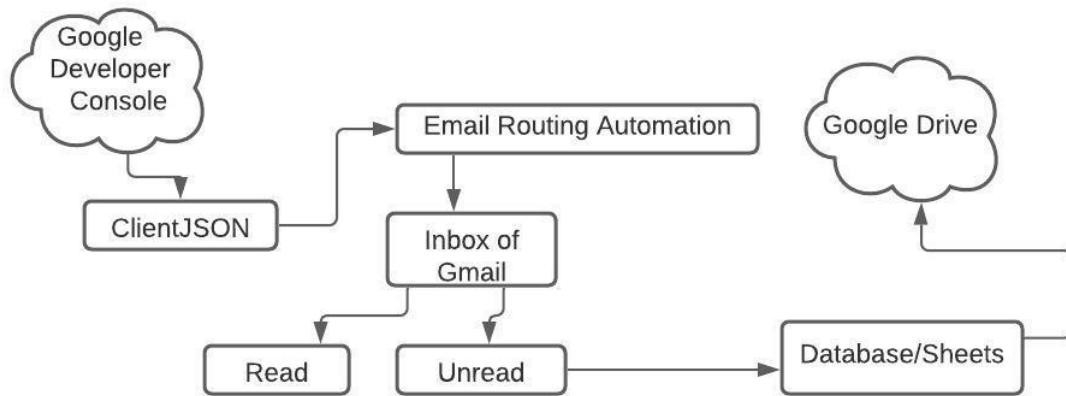 Google
Developer
Console
Email Routing Automation
Google Drive
ClientJSON
Inbox of
Gmail
Read
Unread
Database/Sheets